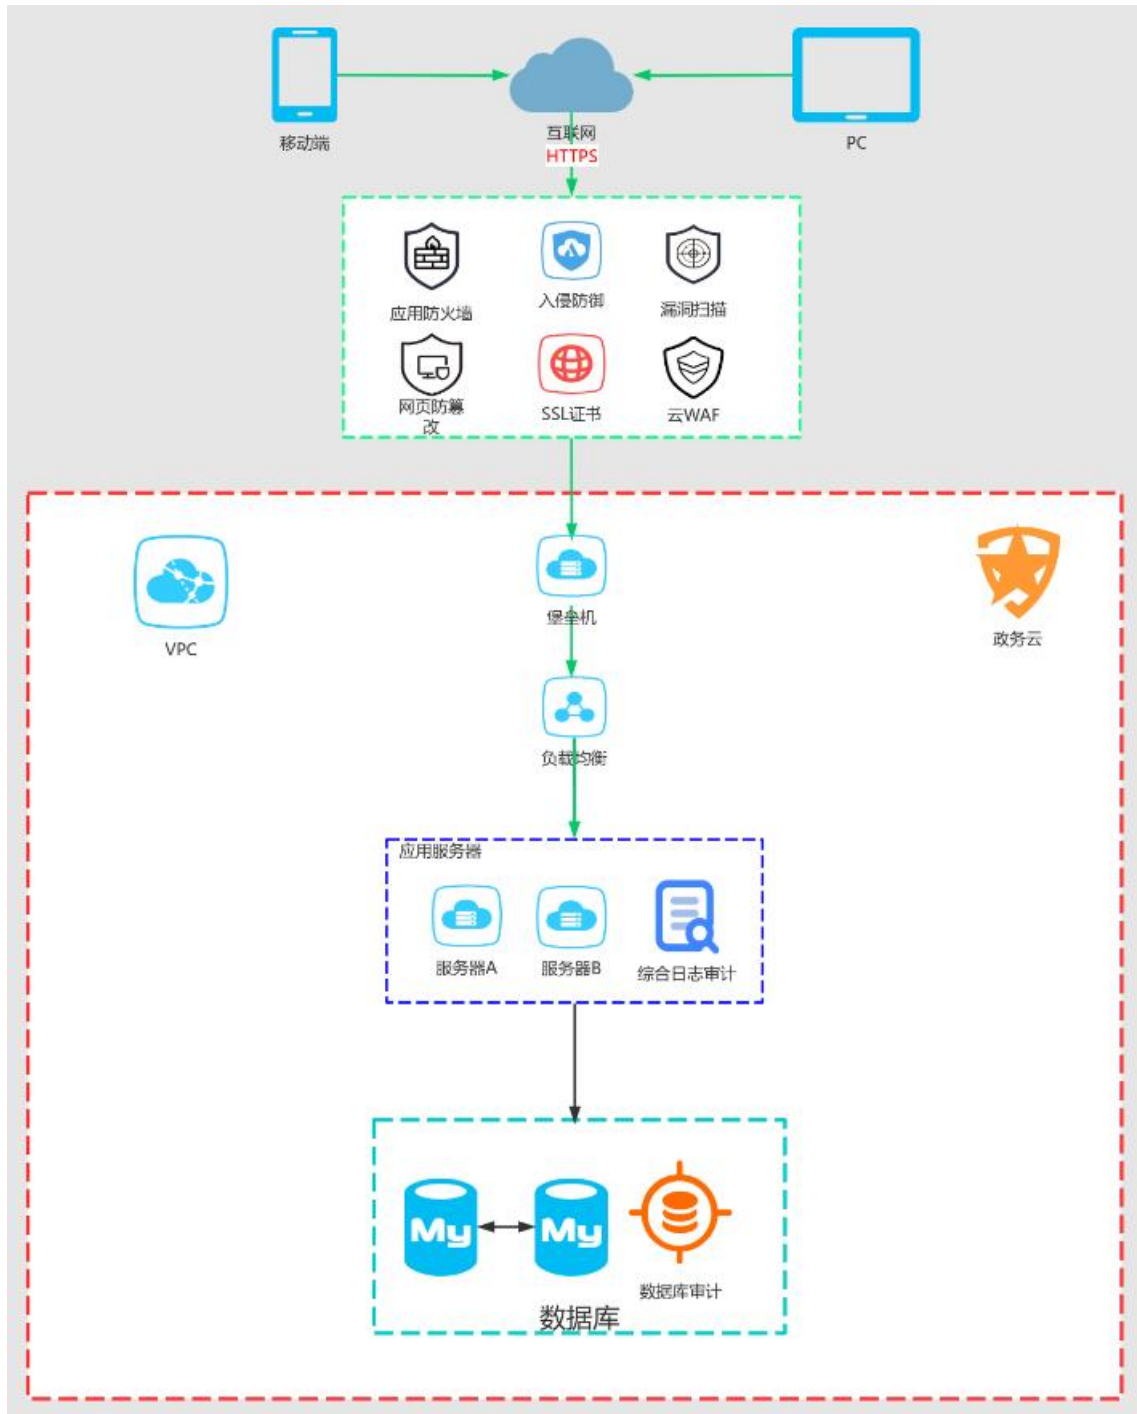 移动端
互联网
PC
HTTPS
应用防火墙
入侵防御
漏洞扫描
网页防篡
改
SSL证书
云WAF
VPC
堡垒机
政务云
负载均衡
应用服务器
服务器A
服务器B
综合日志审计
My
My
数据库审计
数据库